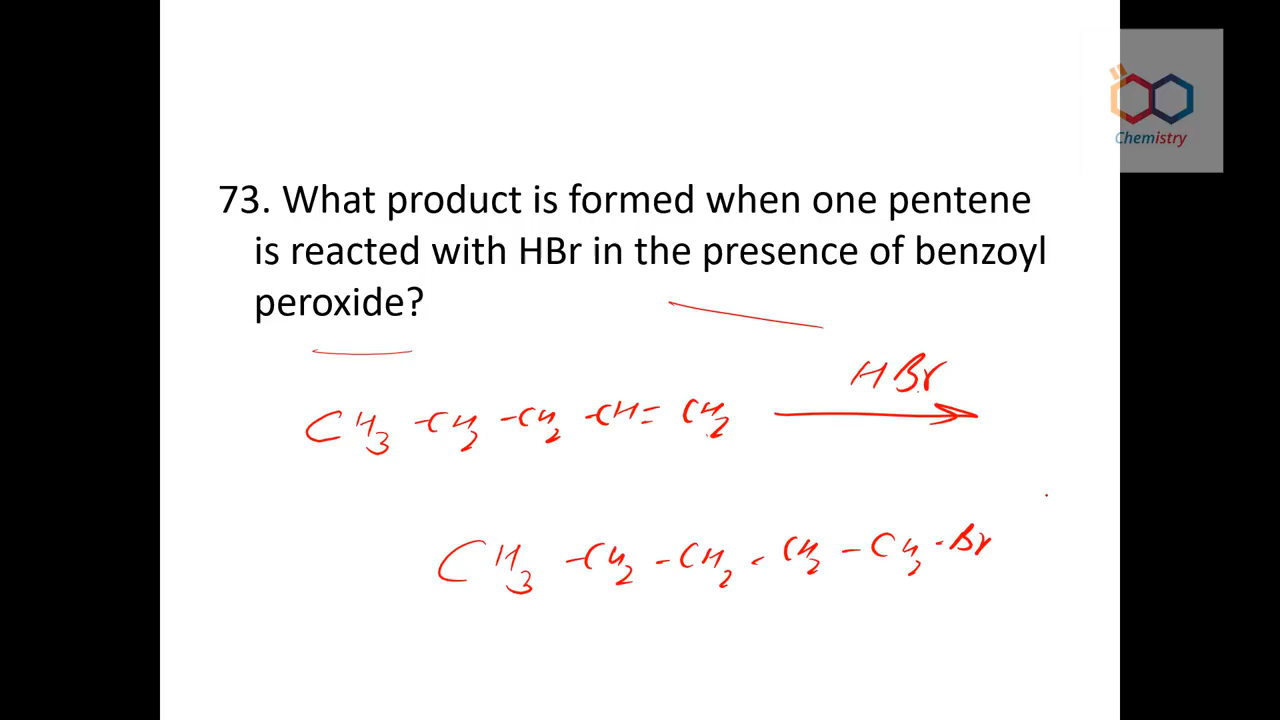 Chemistry
73. What product is formed when one pentene
is reacted with HBr in the presence of benzoyl
peroxide?
HBr
CH3 -CH2 -CH2 -CH= CH2
CH3 -CH2 -CH2 - CH2 - CH2 -Br